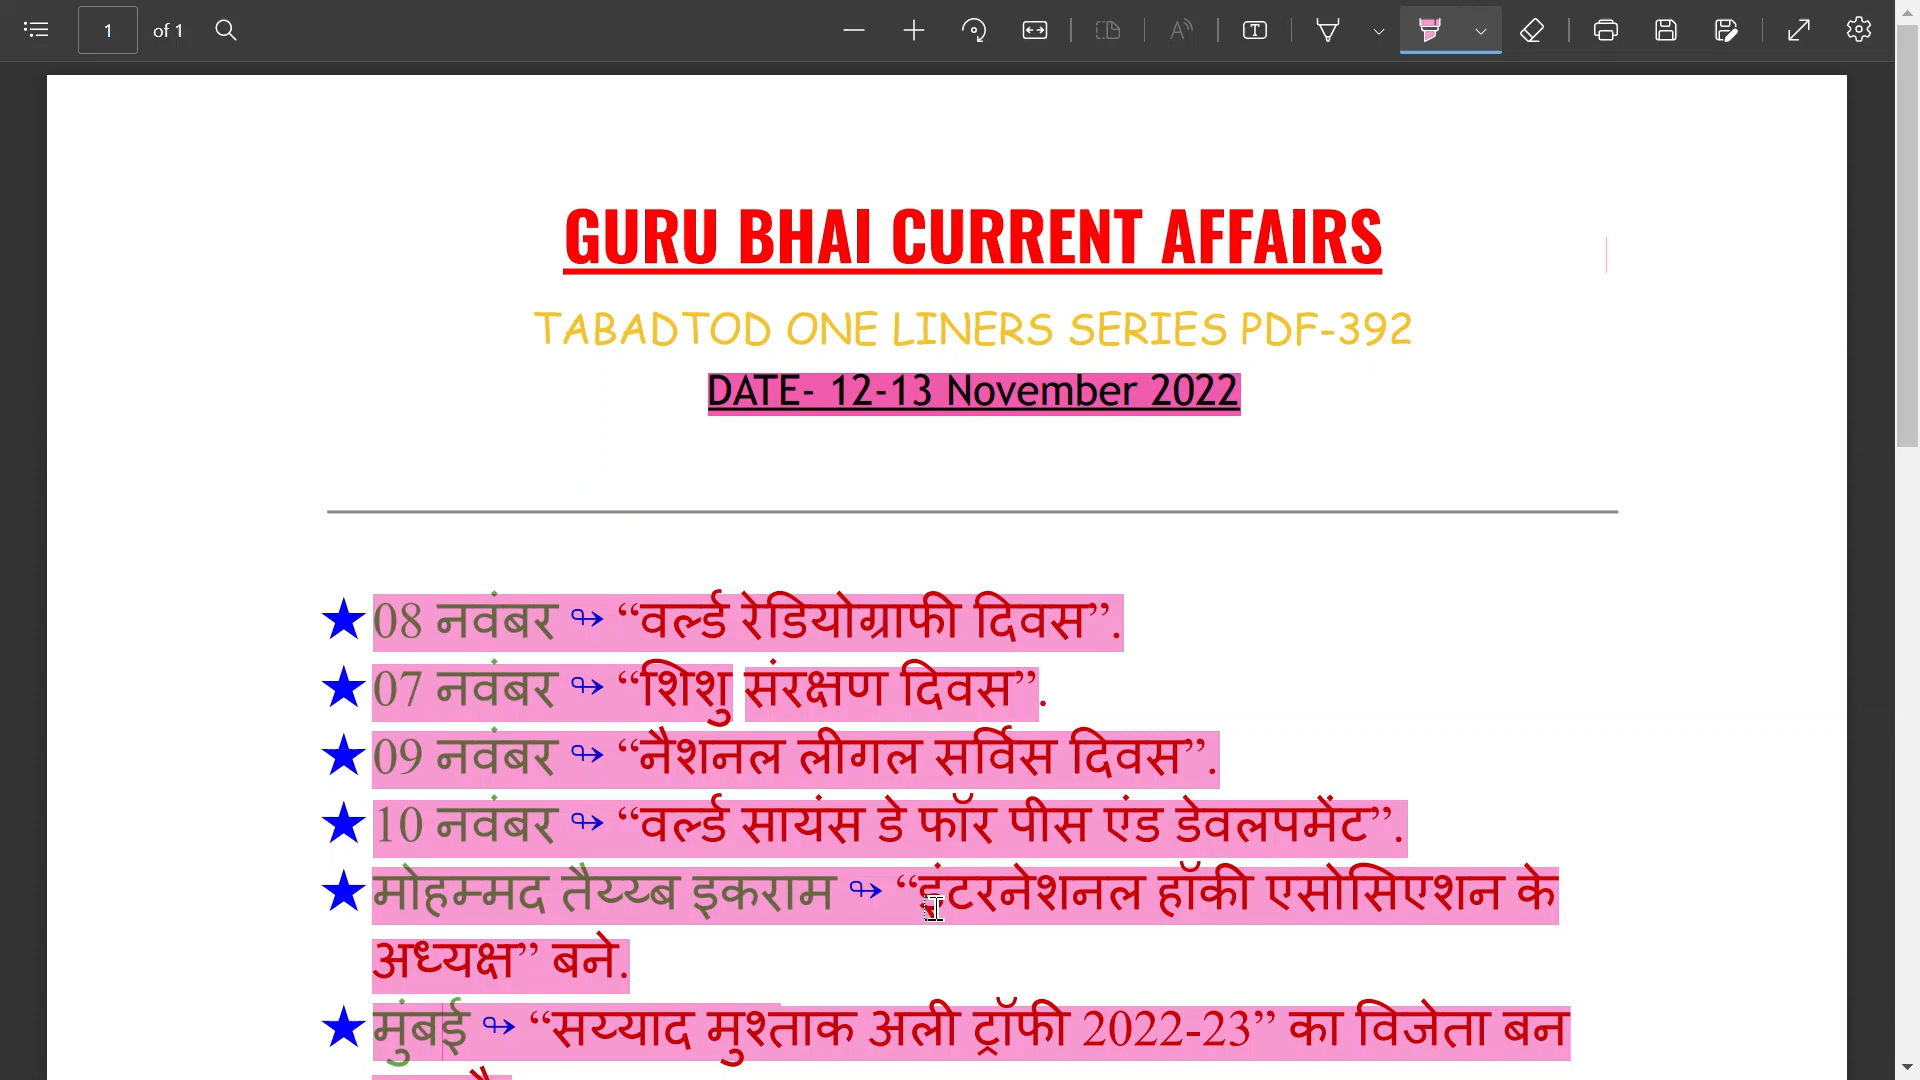 1 of 1
GURU BHAI CURRENT AFFAIRS
TABADTOD ONE LINERS SERIES PDF-392
DATE- 12-13 November 2022
★ 08 नवंबर ↬ “वर्ल्ड रेडियोग्राफी दिवस”.
★ 07 नवंबर ↬ “शिशु संरक्षण दिवस”.
★ 09 नवंबर ↬ “नैशनल लीगल सर्विस दिवस”.
★ 10 नवंबर ↬ “वर्ल्ड सायंस डे फॉर पीस एंड डेवलपमेंट”.
★ मोहम्मद तैय्य्ब इकराम ↬ “इंटरनेशनल हॉकी एसोसिएशन के
अध्यक्ष” बने.
★ मुंबई ↬ “सय्याद मुश्ताक अली ट्रॉफी 2022-23” का विजेता बन